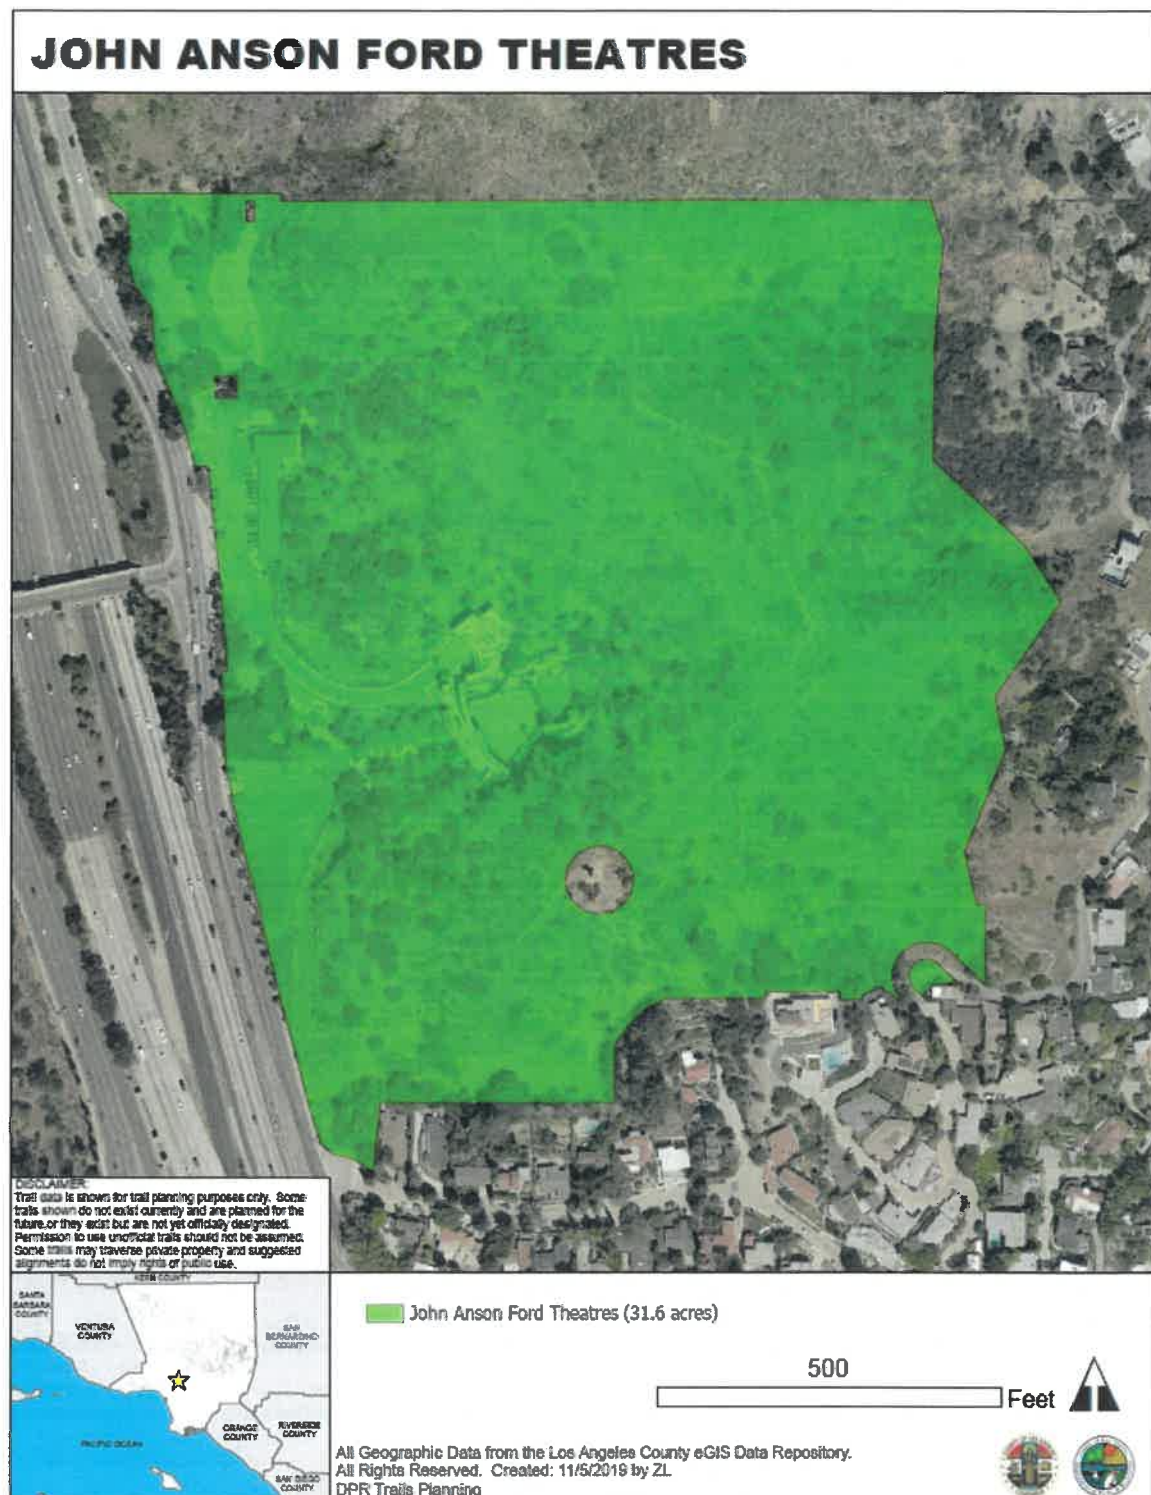 JOHN ANSON FORD THEATRES
DISCLAIMER:
Trail data is shown for trail planning purposes only. Some
trails shown do not exist currently and are planned for the
future,or they exist but are not yet officially designated.
Permission to use unofficial trails should not be assumed.
Some trails may traverse private property and suggested
alignments do not imply rights of public use.
KERN COUNTY
SANTA
BARBARA
COUNTY
VENTURA
COUNTY
SAN
BERNARDINO
COUNTY
ORANGE
COUNTY
RIVERSIDE
COUNTY
PACIFIC OCEAN
SAN DIEGO
COUNTY
John Anson Ford Theatres (31.6 acres)
500
Feet
All Geographic Data from the Los Angeles County eGIS Data Repository.
All Rights Reserved. Created: 11/5/2019 by ZL
DPR Trails Planning